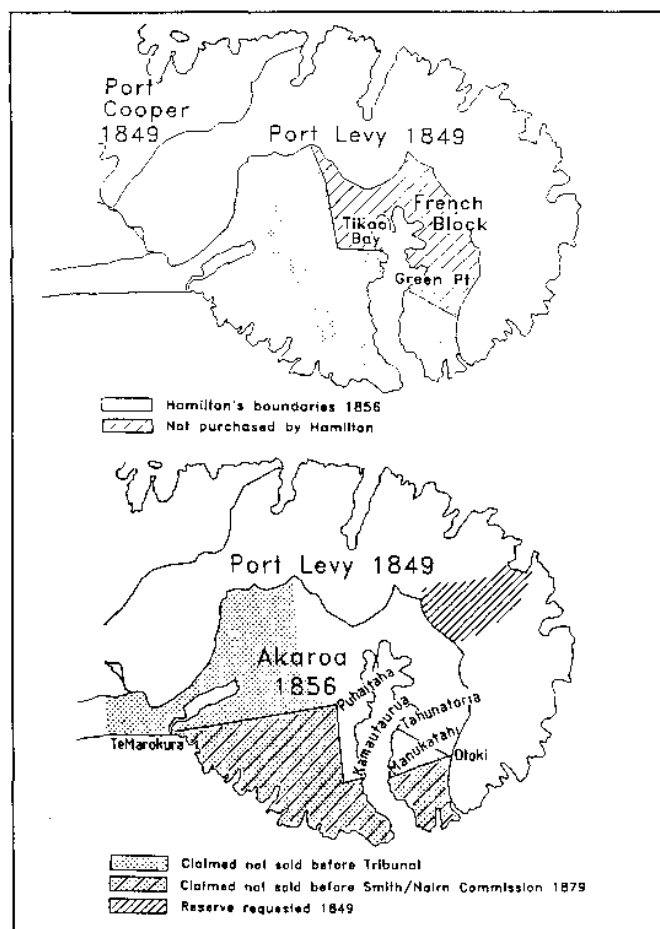 Port
Cooper
1849
Port Levy 1849
French
Block
Tikaoi
Bay
Green Pt
Hamilton's boundaries 1856
Not purchased by Hamilton
Port Levy 1849
Akaroa
1856
Puhaitaha
Kamautaurua
Tahunatoria
Manukatahi
Otoki
TeMarokura
Claimed not sold before Tribunal
Claimed not sold before Smith/Nairn Commission 1879
Reserve requested 1849